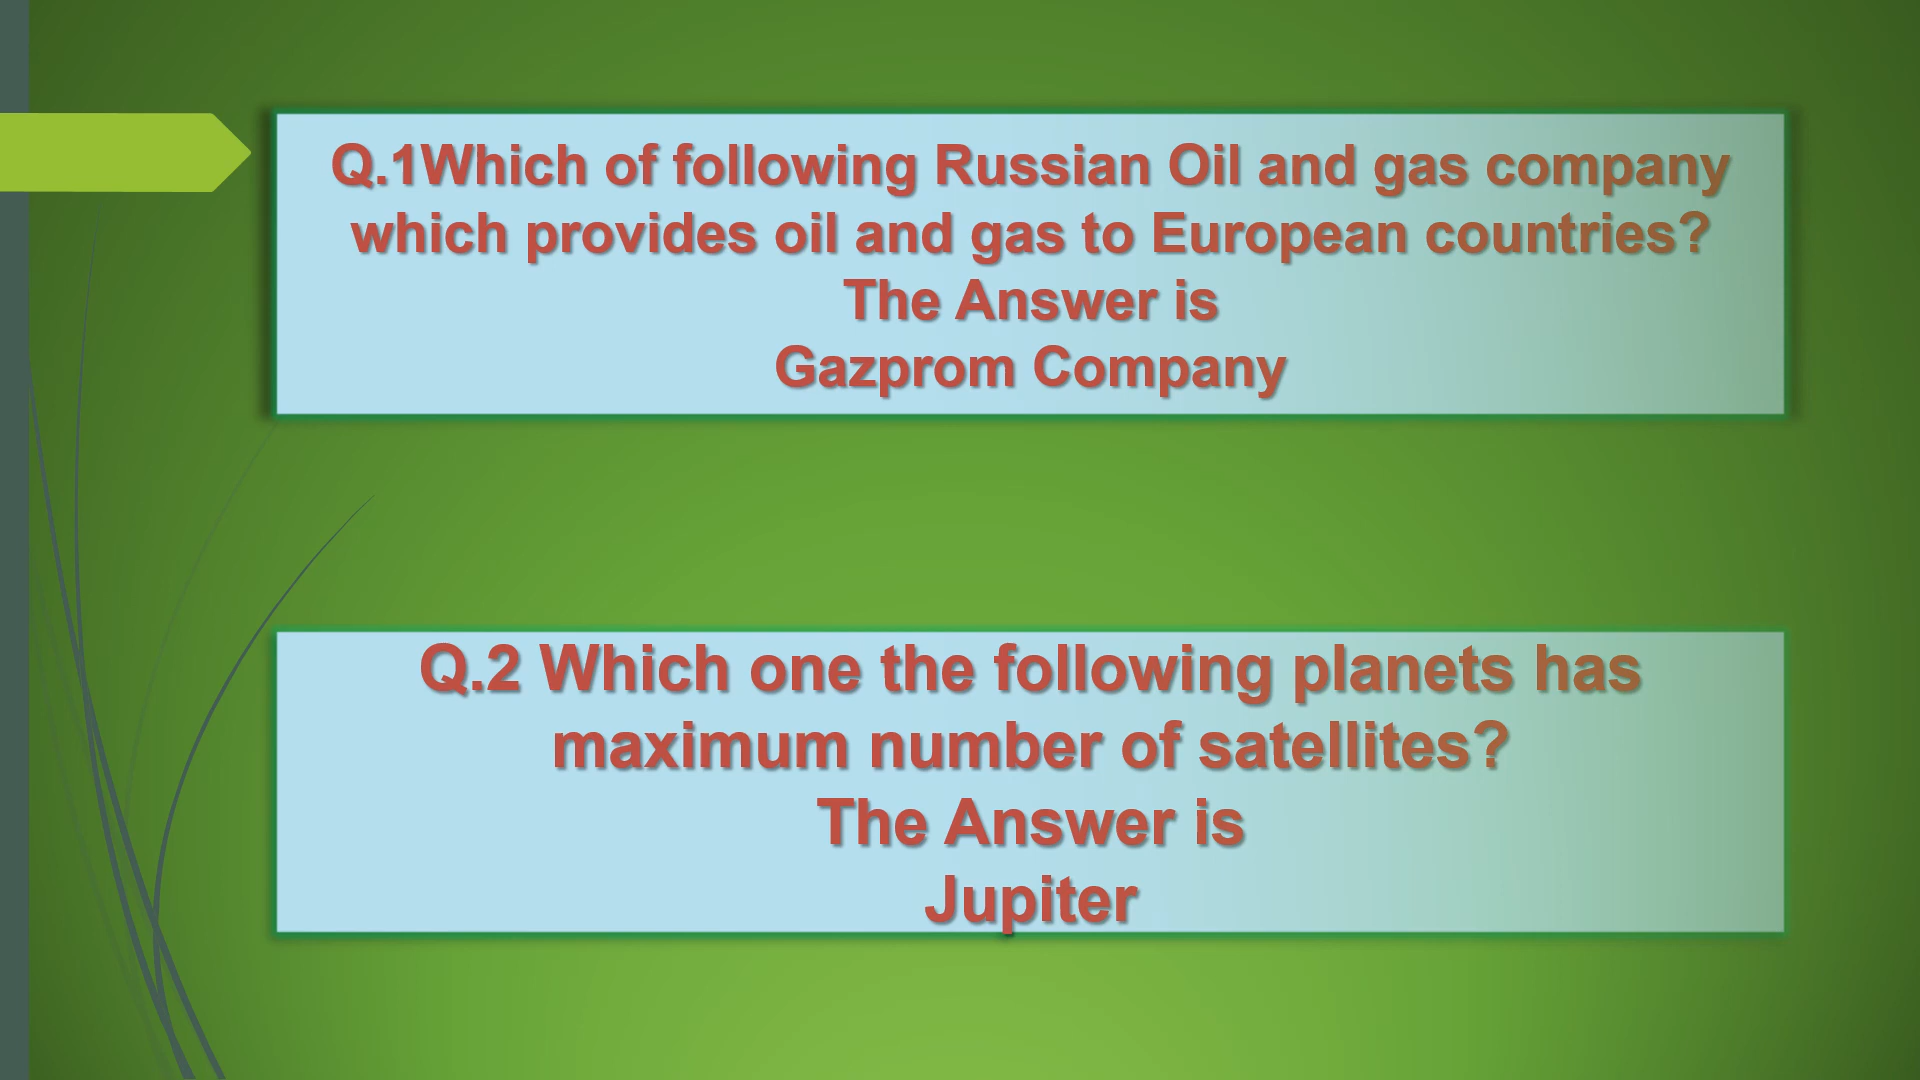 Q.1Which of following Russian Oil and gas company
which provides oil and gas to European countries?
The Answer is
Gazprom Company
Q.2 Which one the following planets has
maximum number of satellites?
The Answer is
Jupiter